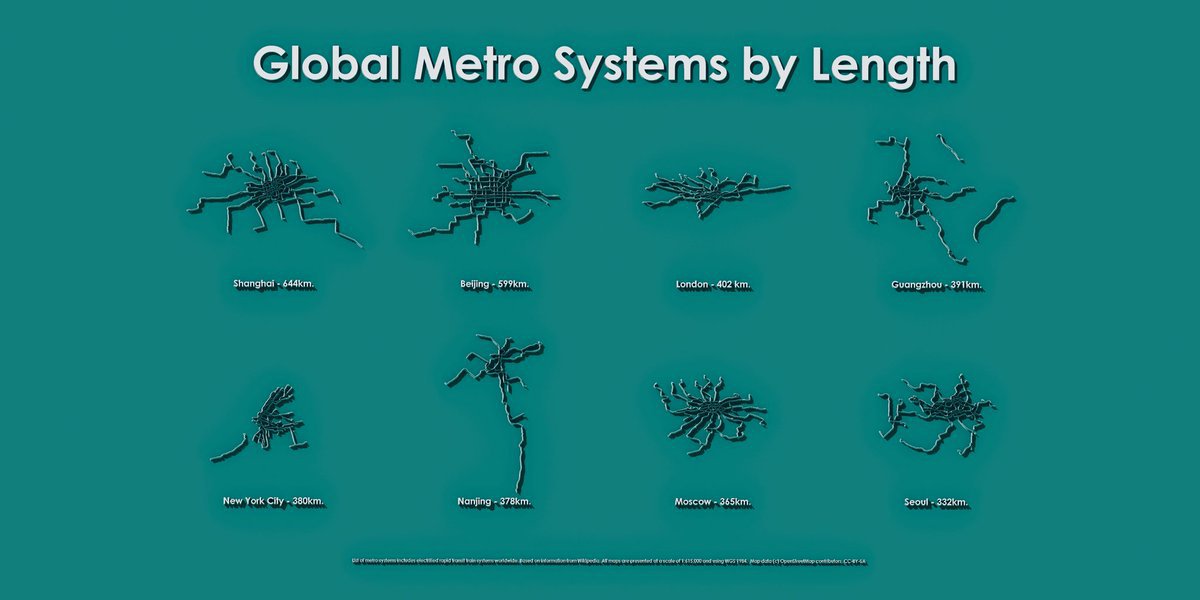 Global Metro Systems by Length
Shanghai - 644km.
Beijing - 599km.
London - 402 km.
Guangzhou - 391km.
New York City - 380km.
Nanjing - 378km.
Moscow - 365km.
Seoul - 332km.
List of metro systems includes electrified rapid transit train systems worldwide. Based on information from Wikipedia. All maps are presented at a scale of 1:615,000 and using WGS 1984. Map data (c) OpenStreetMap contributors CC-BY-SA